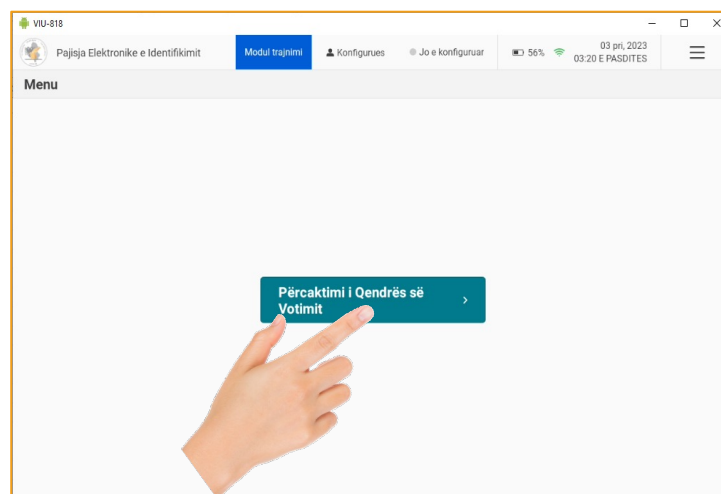 VIU-818
Pajisja Elektronike e Identifikimit
Modul trajnimi
Konfigurues
Jo e konfiguruar
56%
03 pri, 2023
03:20 E PASDITES
Menu
Përcaktimi i Qendrës së
Votimit